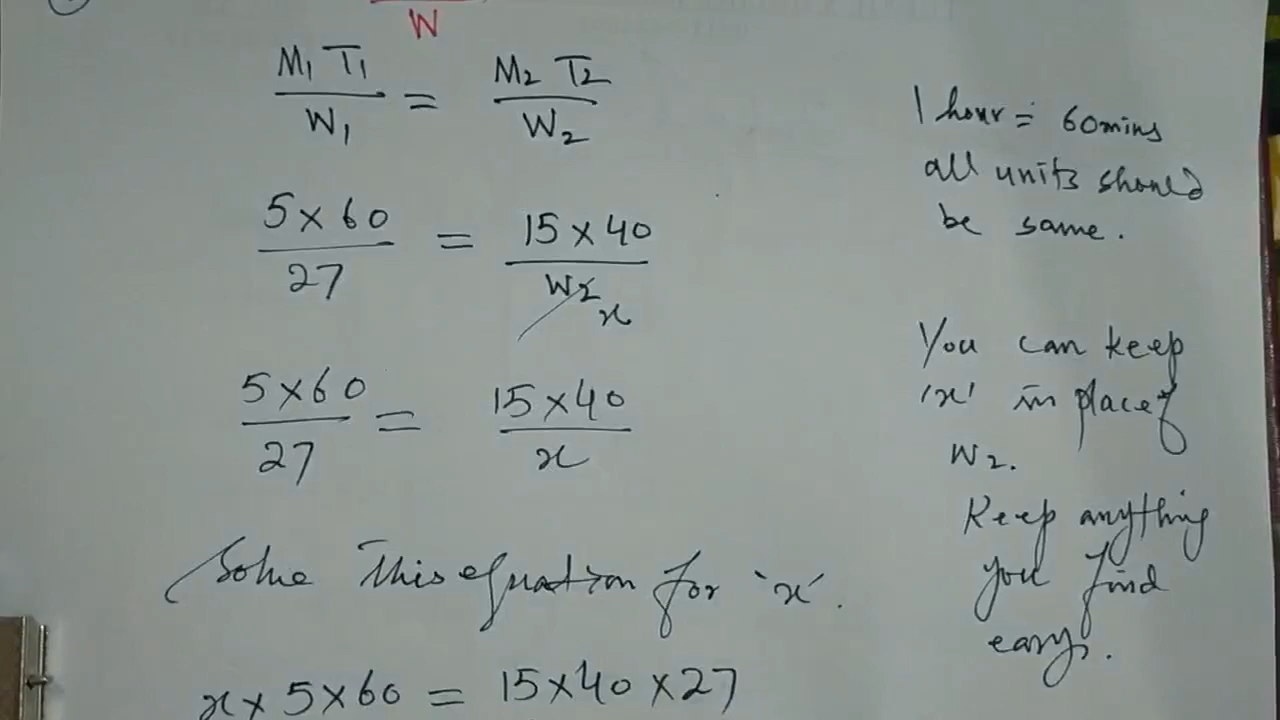 W
M₁ T₁ / W₁ = M₂ T₂ / W₂
5 × 60 / 27 = 15 × 40 / W₂ x
5 × 60 / 27 = 15 × 40 / x
Solve This equation for 'x'.
x × 5 × 60 = 15 × 40 × 27
1 hour = 60 mins
all units should
be same.
You can keep
'x' in place of
W₂.
Keep anything
you find
easy.